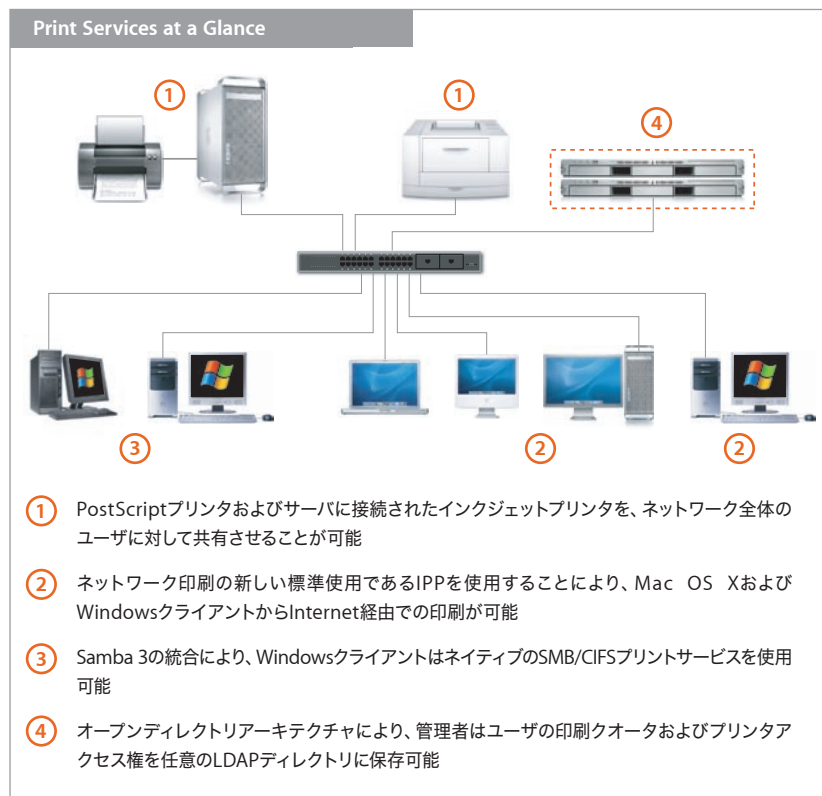 Print Services at a Glance
1
1
4
3
2
2
1 PostScriptプリンタおよびサーバに接続されたインクジェットプリンタを、ネットワーク全体の
ユーザに対して共有させることが可能
2 ネットワーク印刷の新しい標準使用であるIPPを使用することにより、Mac OS Xおよび
WindowsクライアントからInternet経由での印刷が可能
3 Samba 3の統合により、WindowsクライアントはネイティブのSMB/CIFSプリントサービスを使用
可能
4 オープンディレクトリアーキテクチャにより、管理者はユーザの印刷クオータおよびプリンタア
クセス権を任意のLDAPディレクトリに保存可能